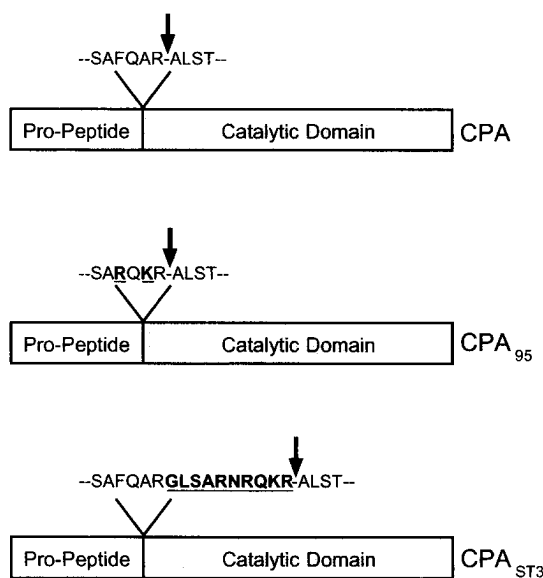 --SAFQAR-ALST--
Pro-Peptide Catalytic Domain CPA
--SARQKR-ALST--
Pro-Peptide Catalytic Domain CPA95
--SAFQARGLSARNRQKR-ALST--
Pro-Peptide Catalytic Domain CPAST3